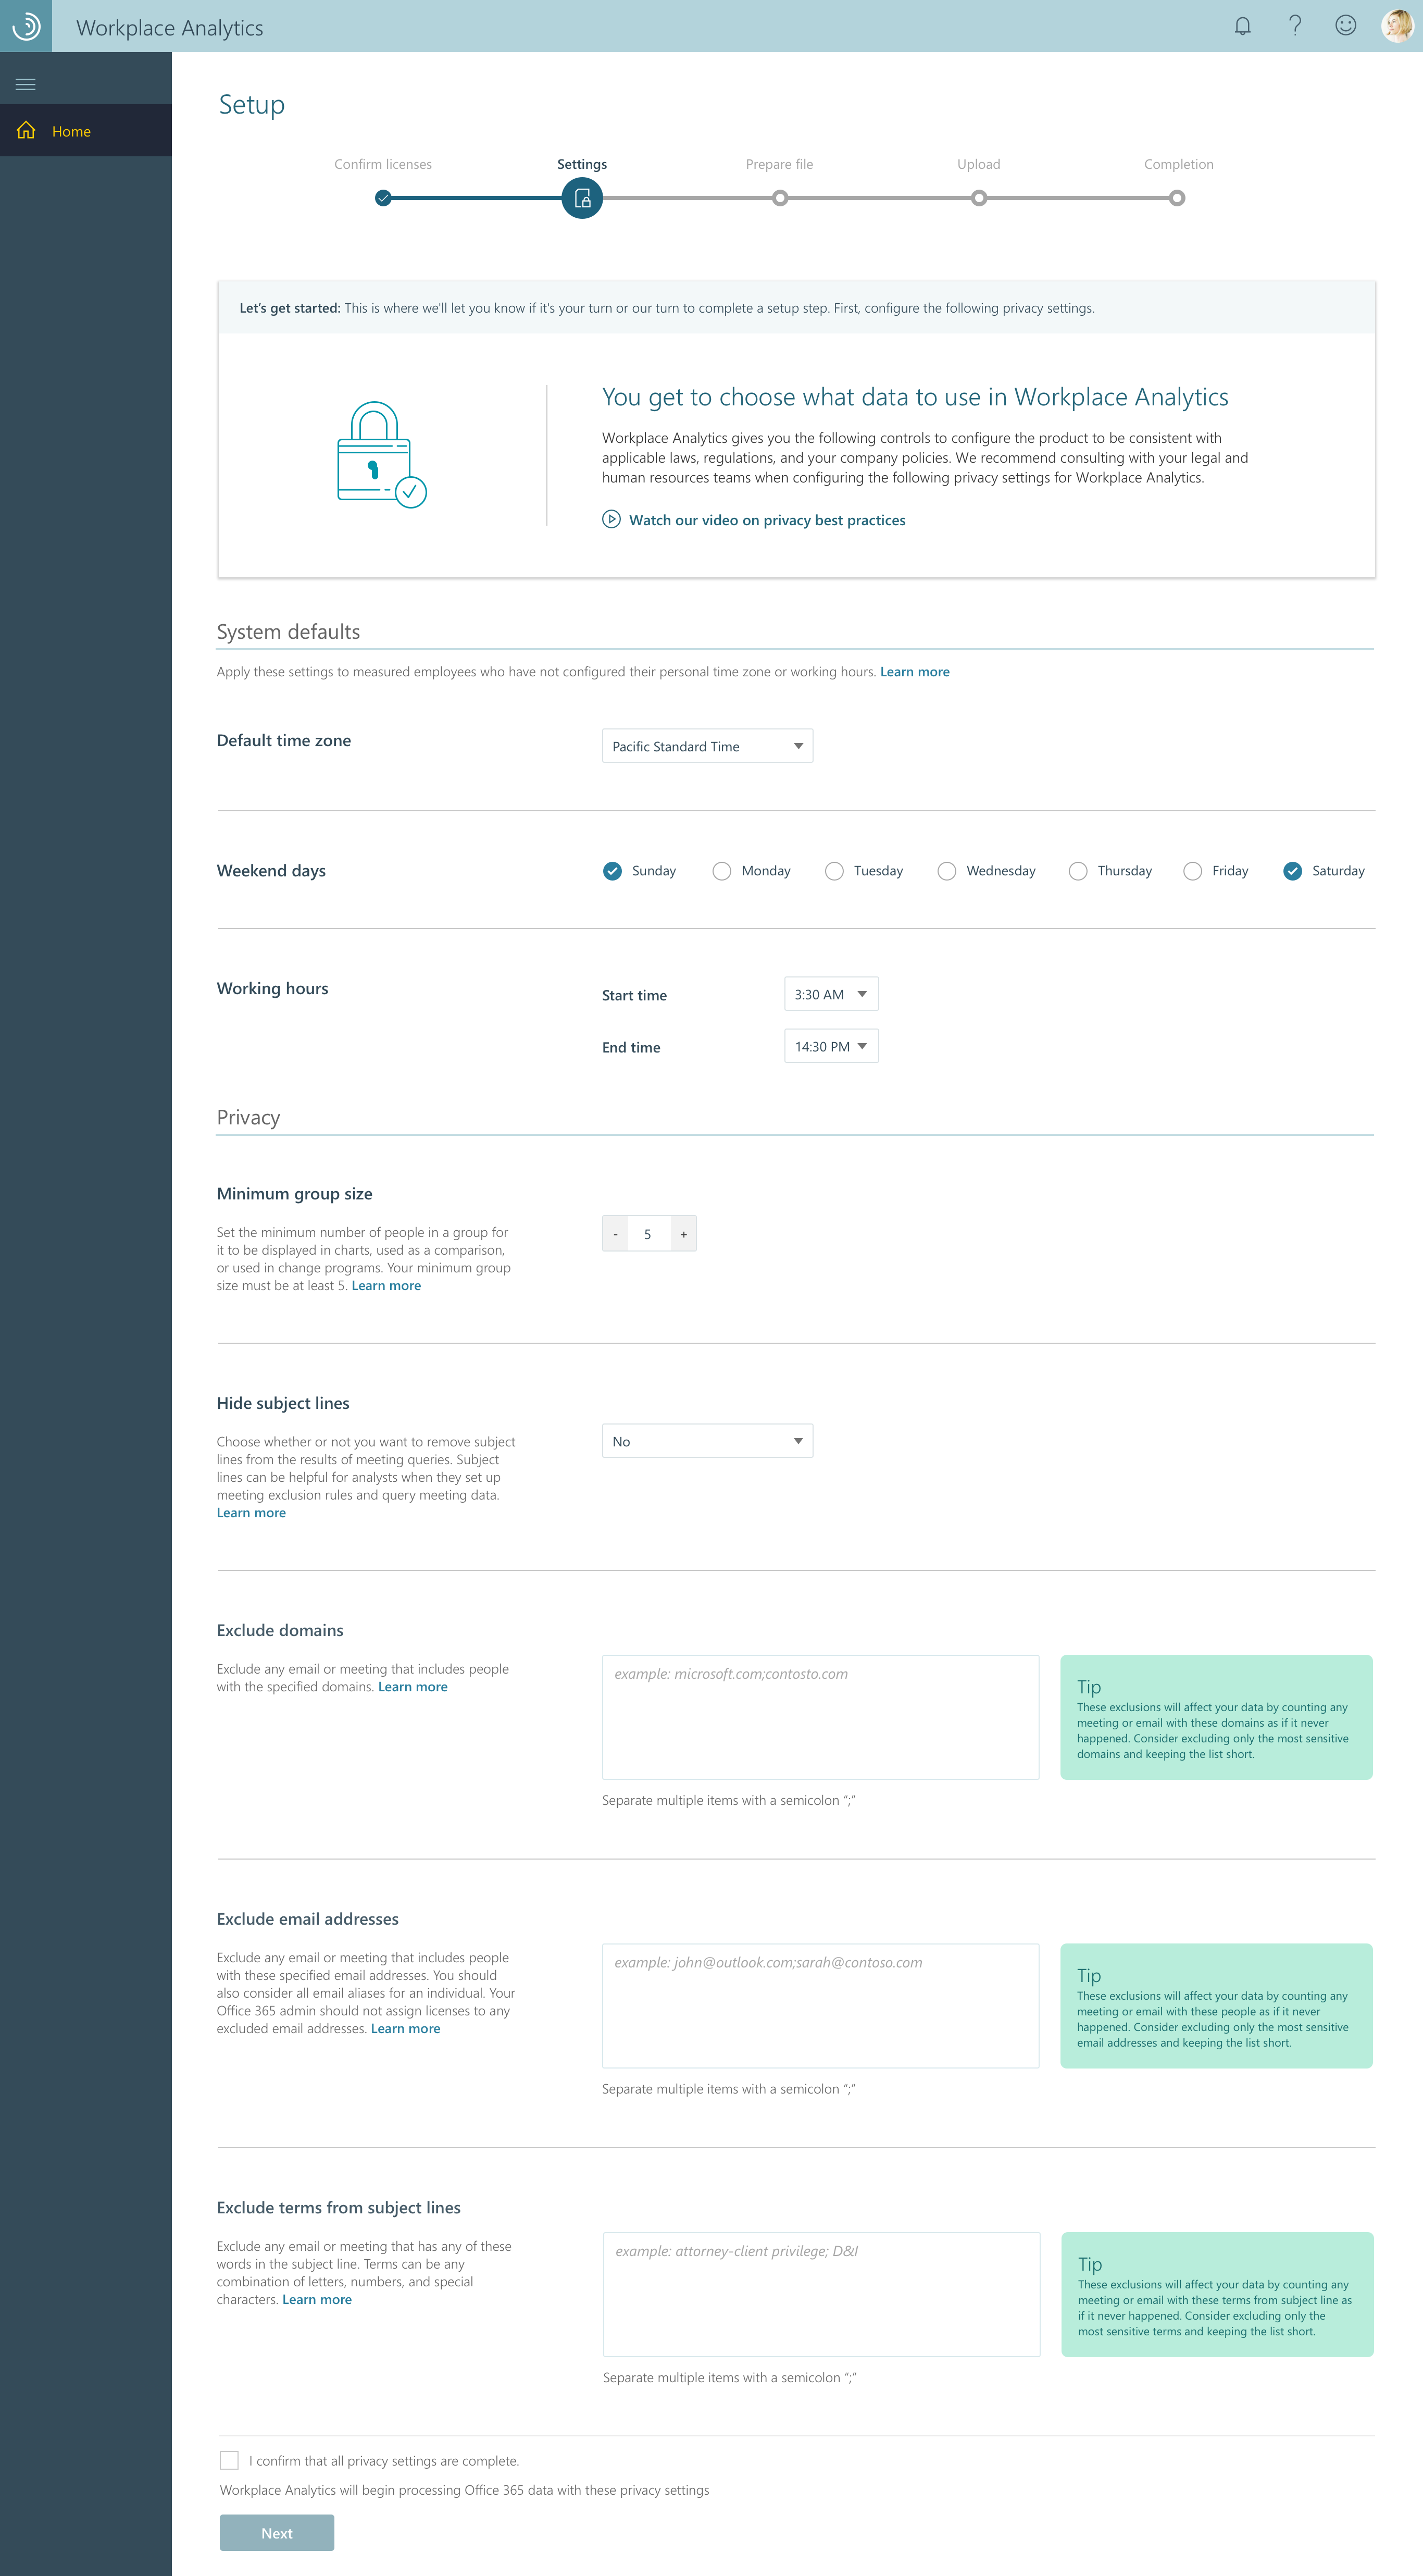 Workplace Analytics
Home
Setup
Confirm licenses
Settings
Prepare file
Upload
Completion
Let's get started: This is where we'll let you know if it's your turn or our turn to complete a setup step. First, configure the following privacy settings.
You get to choose what data to use in Workplace Analytics
Workplace Analytics gives you the following controls to configure the product to be consistent with
applicable laws, regulations, and your company policies. We recommend consulting with your legal and
human resources teams when configuring the following privacy settings for Workplace Analytics.
Watch our video on privacy best practices
System defaults
Apply these settings to measured employees who have not configured their personal time zone or working hours. Learn more
Default time zone
Pacific Standard Time
Weekend days
Sunday
Monday
Tuesday
Wednesday
Thursday
Friday
Saturday
Working hours
Start time
3:30 AM
End time
14:30 PM
Privacy
Minimum group size
Set the minimum number of people in a group for
it to be displayed in charts, used as a comparison,
or used in change programs. Your minimum group
size must be at least 5. Learn more
- 5 +
Hide subject lines
Choose whether or not you want to remove subject
lines from the results of meeting queries. Subject
lines can be helpful for analysts when they set up
meeting exclusion rules and query meeting data.
Learn more
No
Exclude domains
Exclude any email or meeting that includes people
with the specified domains. Learn more
example: microsoft.com;contosto.com
Separate multiple items with a semicolon “;”
Tip
These exclusions will affect your data by counting any
meeting or email with these domains as if it never
happened. Consider excluding only the most sensitive
domains and keeping the list short.
Exclude email addresses
Exclude any email or meeting that includes people
with these specified email addresses. You should
also consider all email aliases for an individual. Your
Office 365 admin should not assign licenses to any
excluded email addresses. Learn more
example: john@outlook.com;sarah@contoso.com
Separate multiple items with a semicolon “;”
Tip
These exclusions will affect your data by counting any
meeting or email with these people as if it never
happened. Consider excluding only the most sensitive
email addresses and keeping the list short.
Exclude terms from subject lines
Exclude any email or meeting that has any of these
words in the subject line. Terms can be any
combination of letters, numbers, and special
characters. Learn more
example: attorney-client privilege; D&I
Separate multiple items with a semicolon “;”
Tip
These exclusions will affect your data by counting any
meeting or email with these terms from subject line as
if it never happened. Consider excluding only the
most sensitive terms and keeping the list short.
I confirm that all privacy settings are complete.
Workplace Analytics will begin processing Office 365 data with these privacy settings
Next